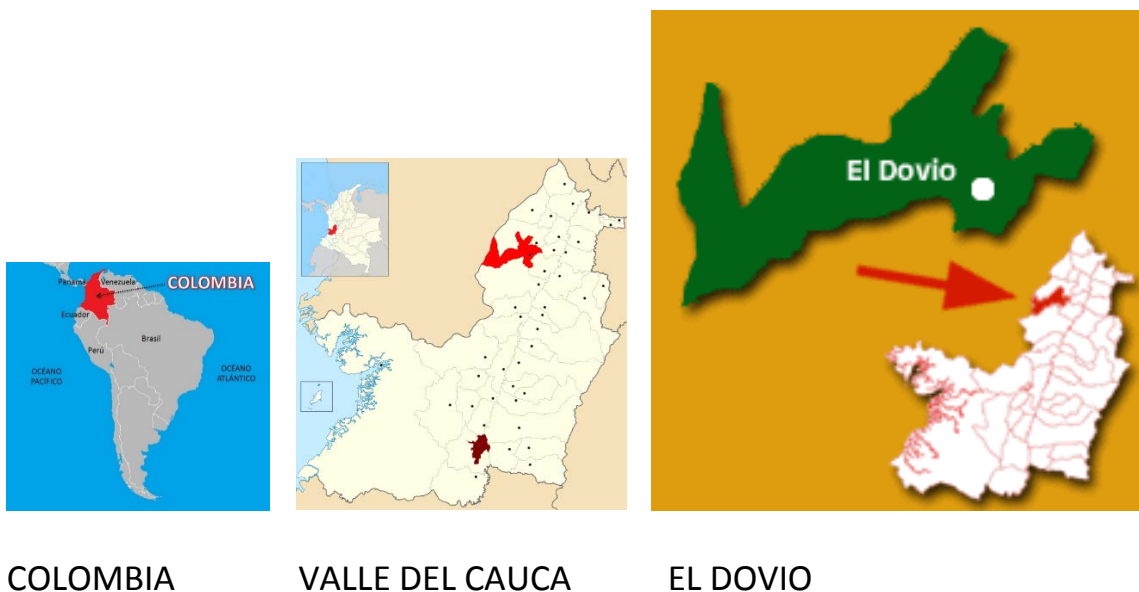 Panamá
Venezuela
COLOMBIA
Ecuador
Perú
Brasil
OCÉANO
PACÍFICO
OCÉANO
ATLÁNTICO
El Dovio
COLOMBIA
VALLE DEL CAUCA
EL DOVIO